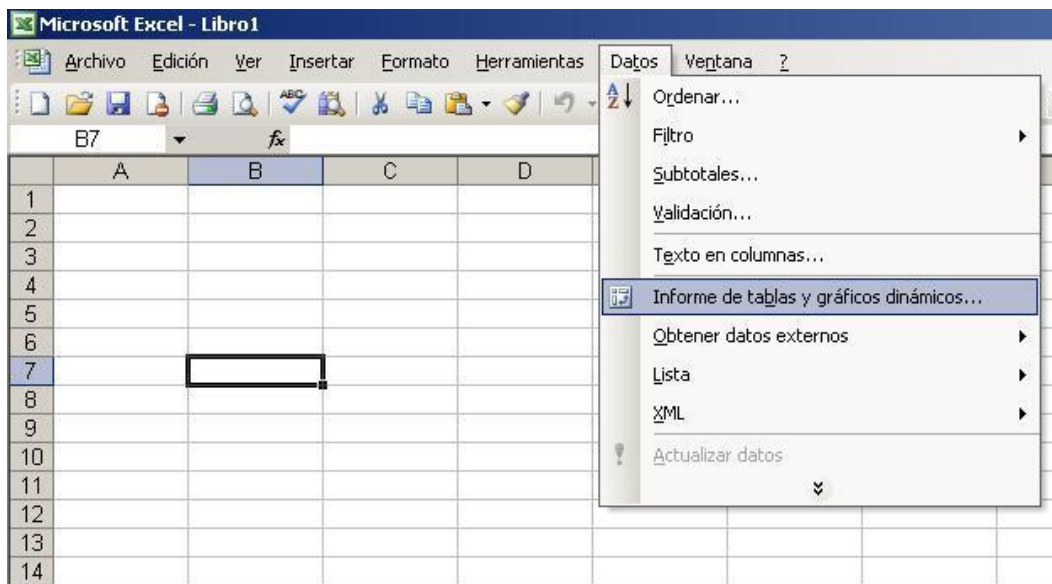 Microsoft Excel - Libro1
Archivo Edición Ver Insertar Formato Herramientas Datos Ventana ?
ABC
B7 fx
A B C D
1
2
3
4
5
6
7
8
9
10
11
12
13
14
A
Z
Ordenar...
Filtro
Subtotales...
Validación...
Texto en columnas...
Informe de tablas y gráficos dinámicos...
Obtener datos externos
Lista
XML
Actualizar datos